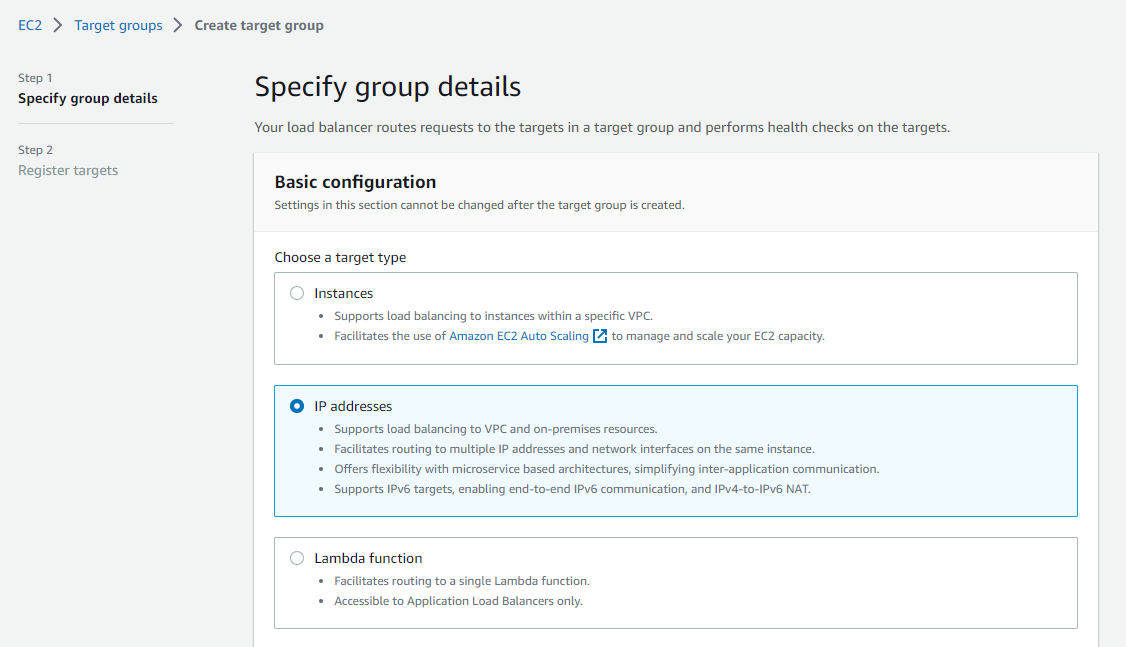 EC2 > Target groups > Create target group
Step 1
Specify group details
Step 2
Register targets
Specify group details
Your load balancer routes requests to the targets in a target group and performs health checks on the targets.
Basic configuration
Settings in this section cannot be changed after the target group is created.
Choose a target type
Instances
• Supports load balancing to instances within a specific VPC.
• Facilitates the use of Amazon EC2 Auto Scaling to manage and scale your EC2 capacity.
IP addresses
• Supports load balancing to VPC and on-premises resources.
• Facilitates routing to multiple IP addresses and network interfaces on the same instance.
• Offers flexibility with microservice based architectures, simplifying inter-application communication.
• Supports IPv6 targets, enabling end-to-end IPv6 communication, and IPv4-to-IPv6 NAT.
Lambda function
• Facilitates routing to a single Lambda function.
• Accessible to Application Load Balancers only.